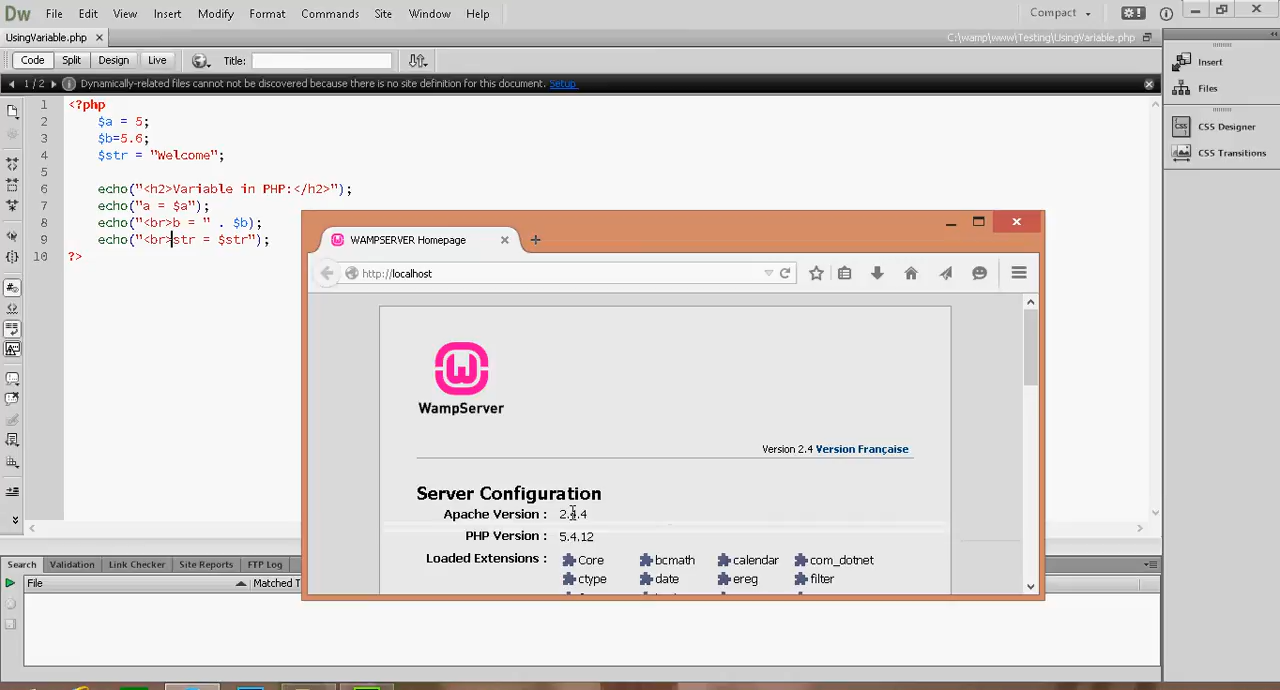 Dw File Edit View Insert Modify Format Commands Site Window Help Compact
UsingVariable.php × C:\wamp\www\Testing\UsingVariable.php
Code Split Design Live Title:
1 / 2 Dynamically-related files cannot be discovered because there is no site definition for this document. Setup
1 <?php
2 $a = 5;
3 $b=5.6;
4 $str = "Welcome";
5
6 echo("<h2>Variable in PHP:</h2>");
7 echo("a = $a");
8 echo("<br>b = " . $b);
9 echo("<br>str = $str");
10 ?>
Insert
Files
CSS Designer
CSS Transitions
WAMPSERVER Homepage
http://localhost
W
WampServer
Version 2.4 Version Française
Server Configuration
Apache Version : 2.4.4
PHP Version : 5.4.12
Loaded Extensions : Core bcmath calendar com_dotnet
ctype date ereg filter
Search Validation Link Checker Site Reports FTP Log
File Matched T